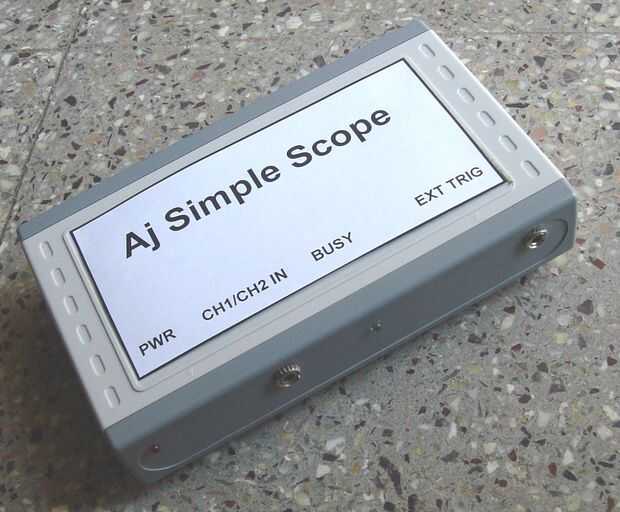 Aj Simple Scope
PWR
CH1/CH2 IN
BUSY
EXT TRIG